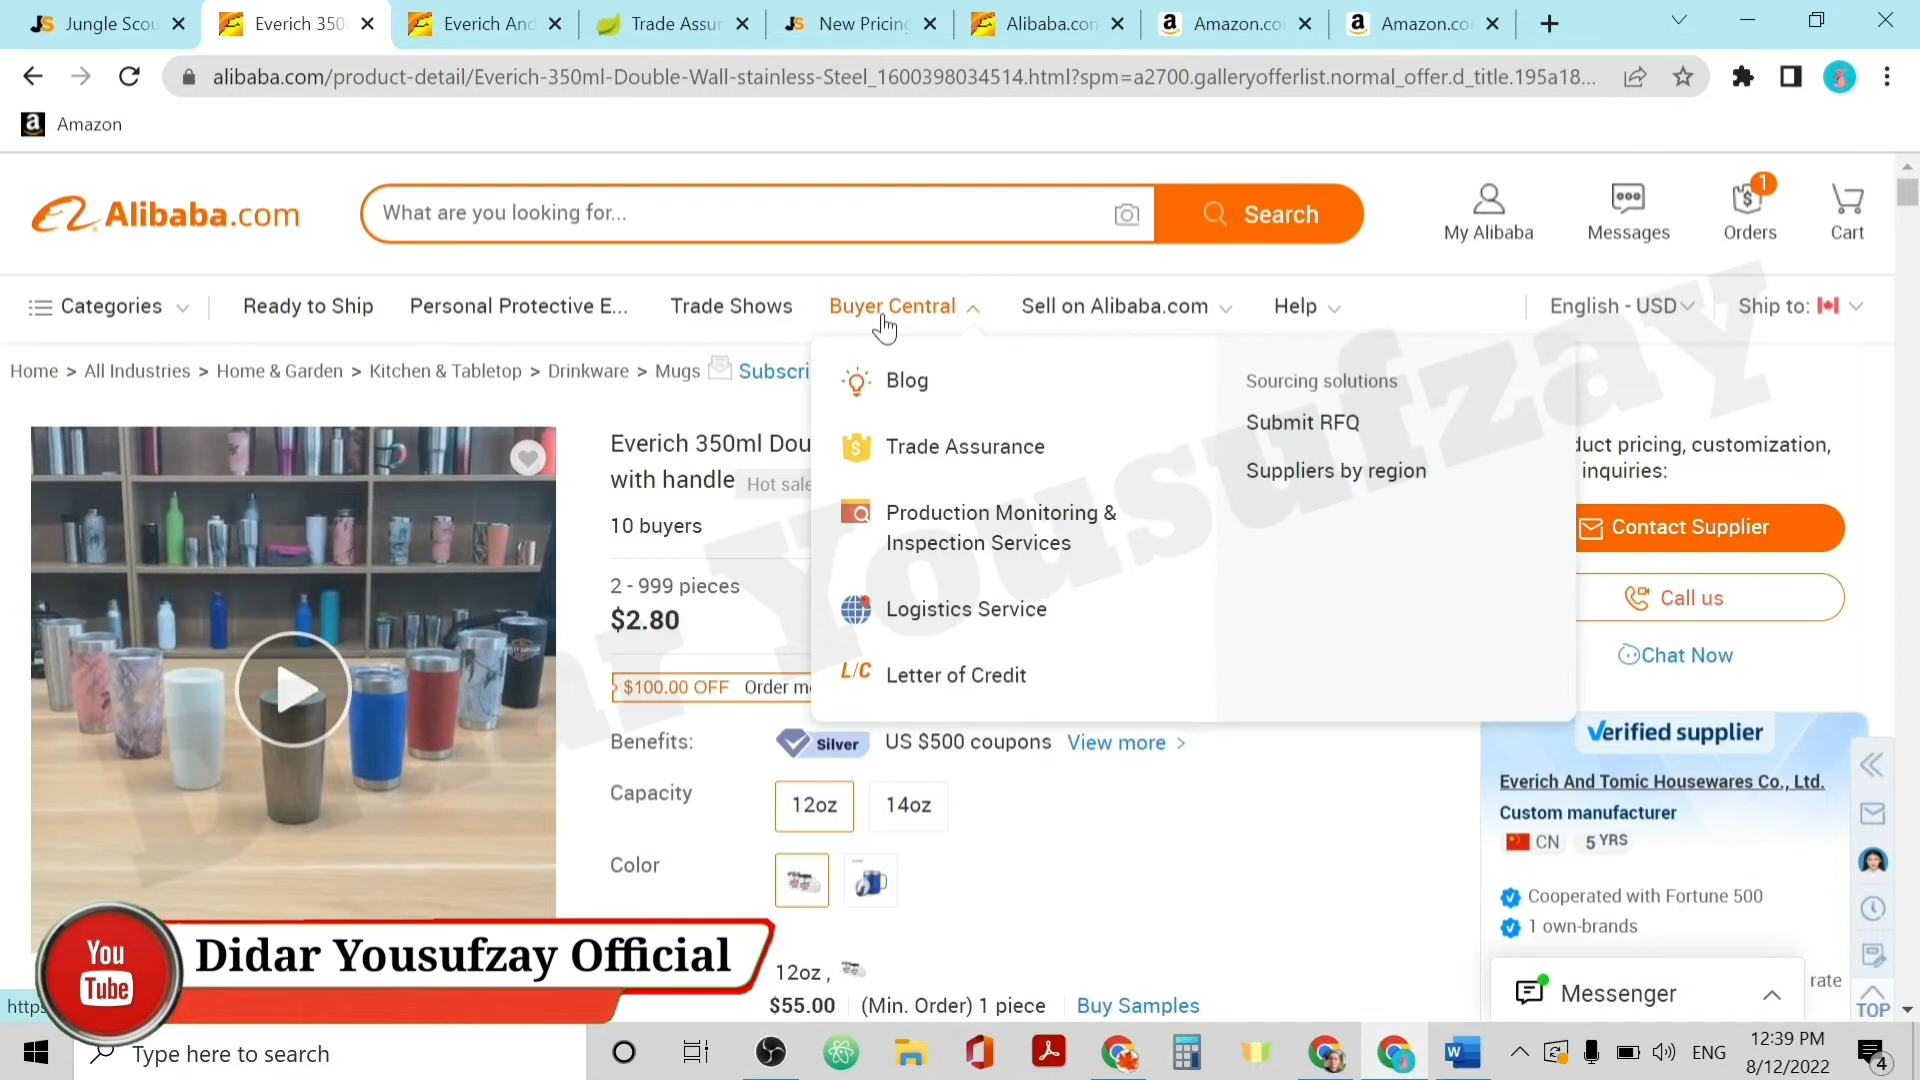 Jungle Scou
Everich 350
Everich And
Trade Assur
New Pricing
Alibaba.com
Amazon.co
Amazon.co
alibaba.com/product-detail/Everich-350ml-Double-Wall-stainless-Steel_1600398034514.html?spm=a2700.galleryofferlist.normal_offer.d_title.195a18...
Amazon
Alibaba.com
What are you looking for...
Search
My Alibaba
Messages
1
Orders
Cart
Categories
Ready to Ship
Personal Protective E...
Trade Shows
Buyer Central
Sell on Alibaba.com
Help
English - USD
Ship to:
Home > All Industries > Home & Garden > Kitchen & Tabletop > Drinkware > Mugs
Subscri
Blog
Trade Assurance
Production Monitoring &
Inspection Services
Logistics Service
L/C Letter of Credit
Sourcing solutions
Submit RFQ
Suppliers by region
Everich 350ml Dou
with handle
Hot sale
10 buyers
2 - 999 pieces
$2.80
$100.00 OFF
Benefits:
Silver
US $500 coupons
View more >
Capacity
12oz
14oz
Color
12oz ,
$55.00
(Min. Order) 1 piece
Buy Samples
duct pricing, customization,
inquiries:
Contact Supplier
Call us
Chat Now
Verified supplier
Everich And Tomic Housewares Co., Ltd.
Custom manufacturer
CN
5 YRS
Cooperated with Fortune 500
1 own-brands
rate
Messenger
TOP
Yousufzay
You
Tube
Didar Yousufzay Official
Type here to search
ENG
12:39 PM
8/12/2022
4